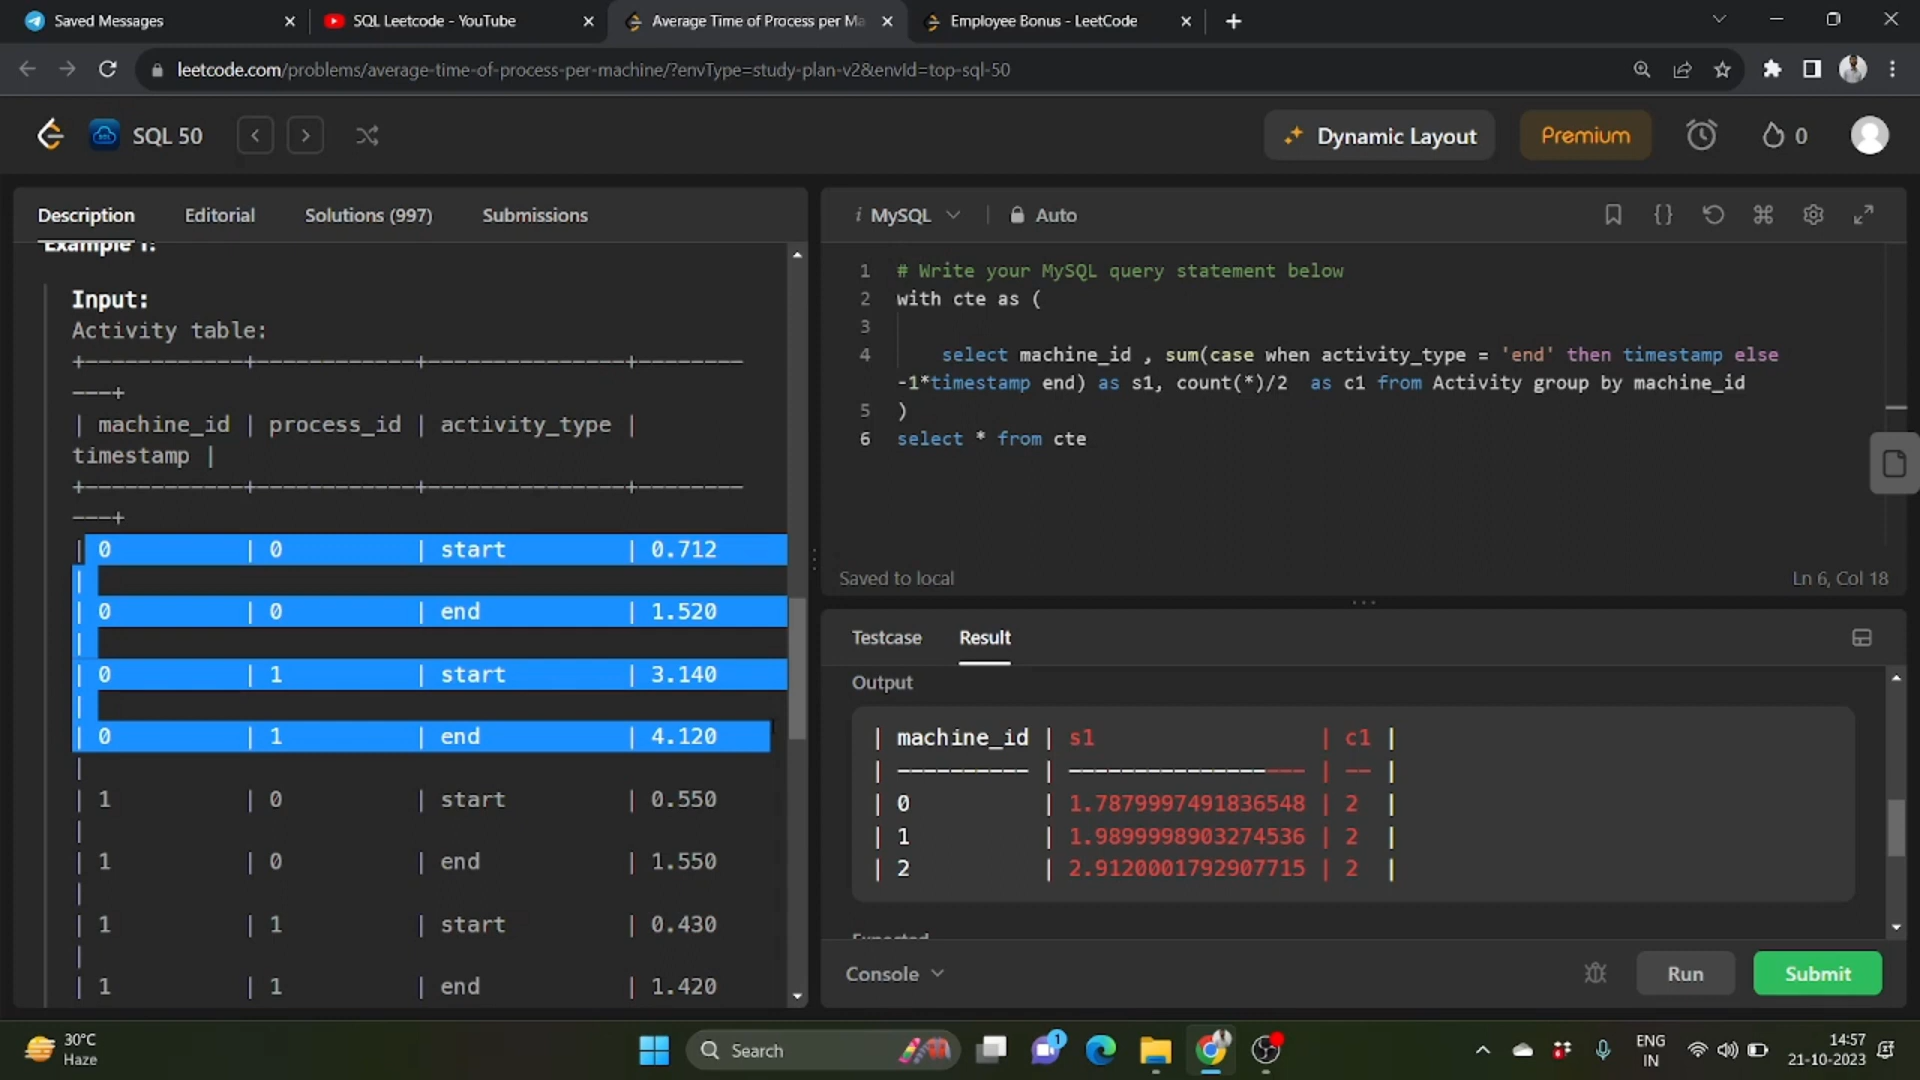 Saved Messages
SQL Leetcode - YouTube
Average Time of Process per Ma
Employee Bonus - LeetCode
leetcode.com/problems/average-time-of-process-per-machine/?envType=study-plan-v2&envId=top-sql-50
SQL 50
Dynamic Layout
Premium
0
Description
Editorial
Solutions (997)
Submissions
Example 1:
Input:
Activity table:
+------------+------------+---------------+--------
---+
| machine_id | process_id | activity_type |
timestamp |
+------------+------------+---------------+--------
---+
| 0 | 0 | start | 0.712
|
| 0 | 0 | end | 1.520
|
| 0 | 1 | start | 3.140
|
| 0 | 1 | end | 4.120
|
| 1 | 0 | start | 0.550
|
| 1 | 0 | end | 1.550
|
| 1 | 1 | start | 0.430
|
| 1 | 1 | end | 1.420
i MySQL
Auto
1 # Write your MySQL query statement below
2 with cte as (
3
4 select machine_id , sum(case when activity_type = 'end' then timestamp else
-1*timestamp end) as s1, count(*)/2 as c1 from Activity group by machine_id
5 )
6 select * from cte
Saved to local
Ln 6, Col 18
Testcase
Result
Output
| machine_id | s1 | c1 |
| ---------- | ------------------ | -- |
| 0 | 1.7879997491836548 | 2 |
| 1 | 1.9899998903274536 | 2 |
| 2 | 2.9120001792907715 | 2 |
Expected
Console
Run
Submit
30°C
Haze
Search
1
ENG
IN
14:57
21-10-2023